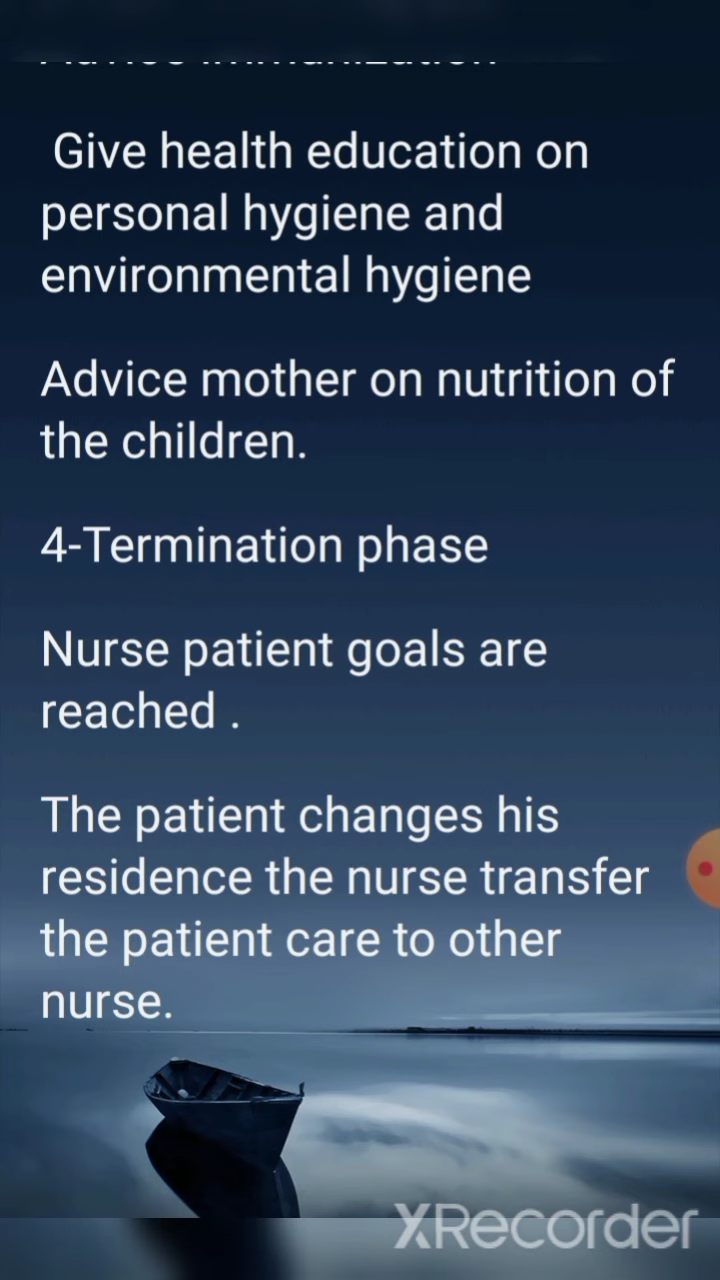 Give health education on
personal hygiene and
environmental hygiene
Advice mother on nutrition of
the children.
4-Termination phase
Nurse patient goals are
reached .
The patient changes his
residence the nurse transfer
the patient care to other
nurse.
XRecorder